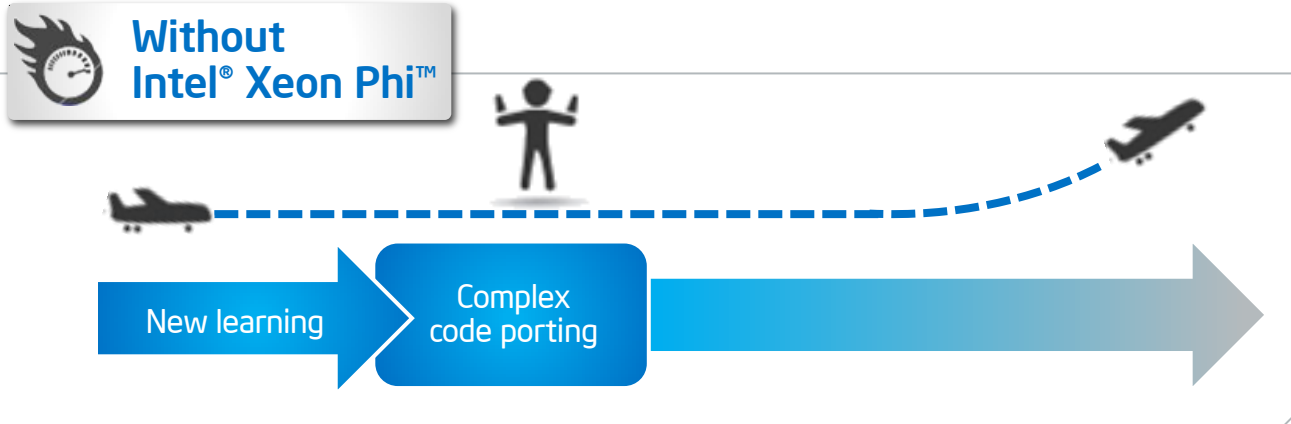 Without
Intel® Xeon Phi™
New learning
Complex
code porting